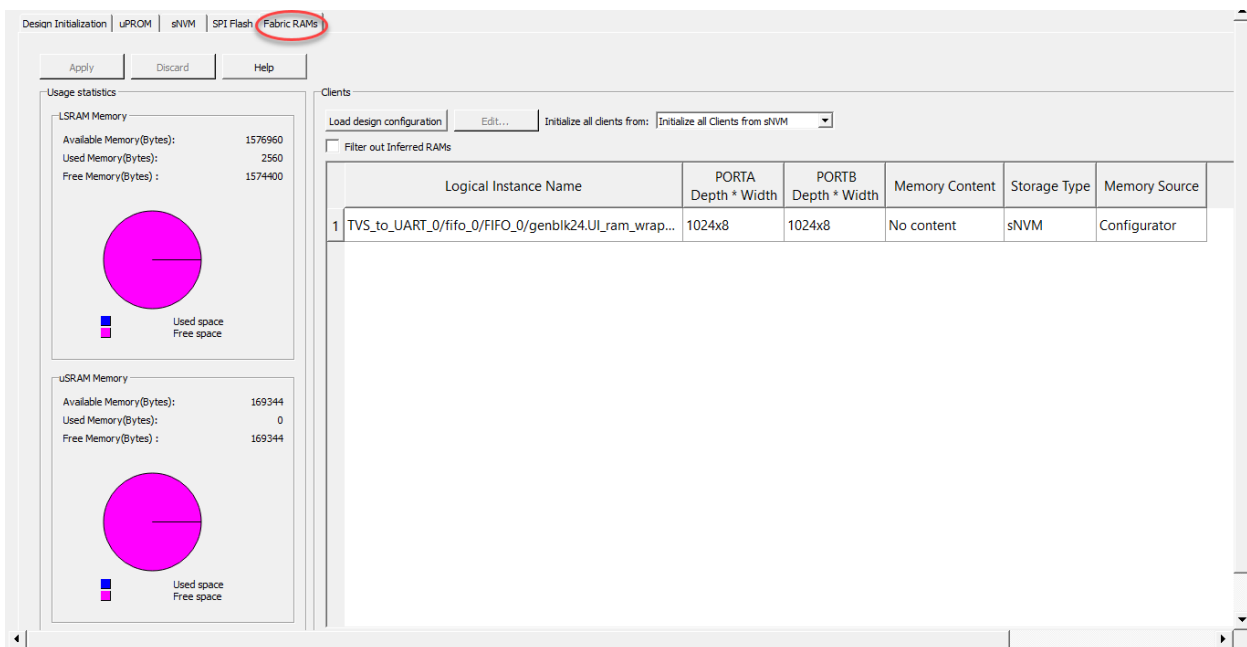 Design Initialization uPROM sNVM SPI Flash Fabric RAMs
Apply Discard Help
Usage statistics
LSRAM Memory
Available Memory(Bytes): 1576960
Used Memory(Bytes): 2560
Free Memory(Bytes) : 1574400
Used space
Free space
uSRAM Memory
Available Memory(Bytes): 169344
Used Memory(Bytes): 0
Free Memory(Bytes) : 169344
Used space
Free space
Clients
Load design configuration Edit... Initialize all clients from: Initialize all Clients from sNVM
Filter out Inferred RAMs
Logical Instance Name PORTA Depth * Width PORTB Depth * Width Memory Content Storage Type Memory Source
1 TVS_to_UART_0/fifo_0/FIFO_0/genblk24.UI_ram_wrap... 1024x8 1024x8 No content sNVM Configurator